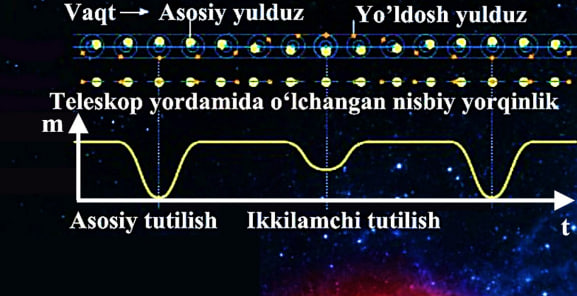 Vaqt → Asosiy yulduz Yo’ldosh yulduz
Teleskop yordamida o‘lchangan nisbiy yorqinlik
m
Asosiy tutilish Ikkilamchi tutilish
t